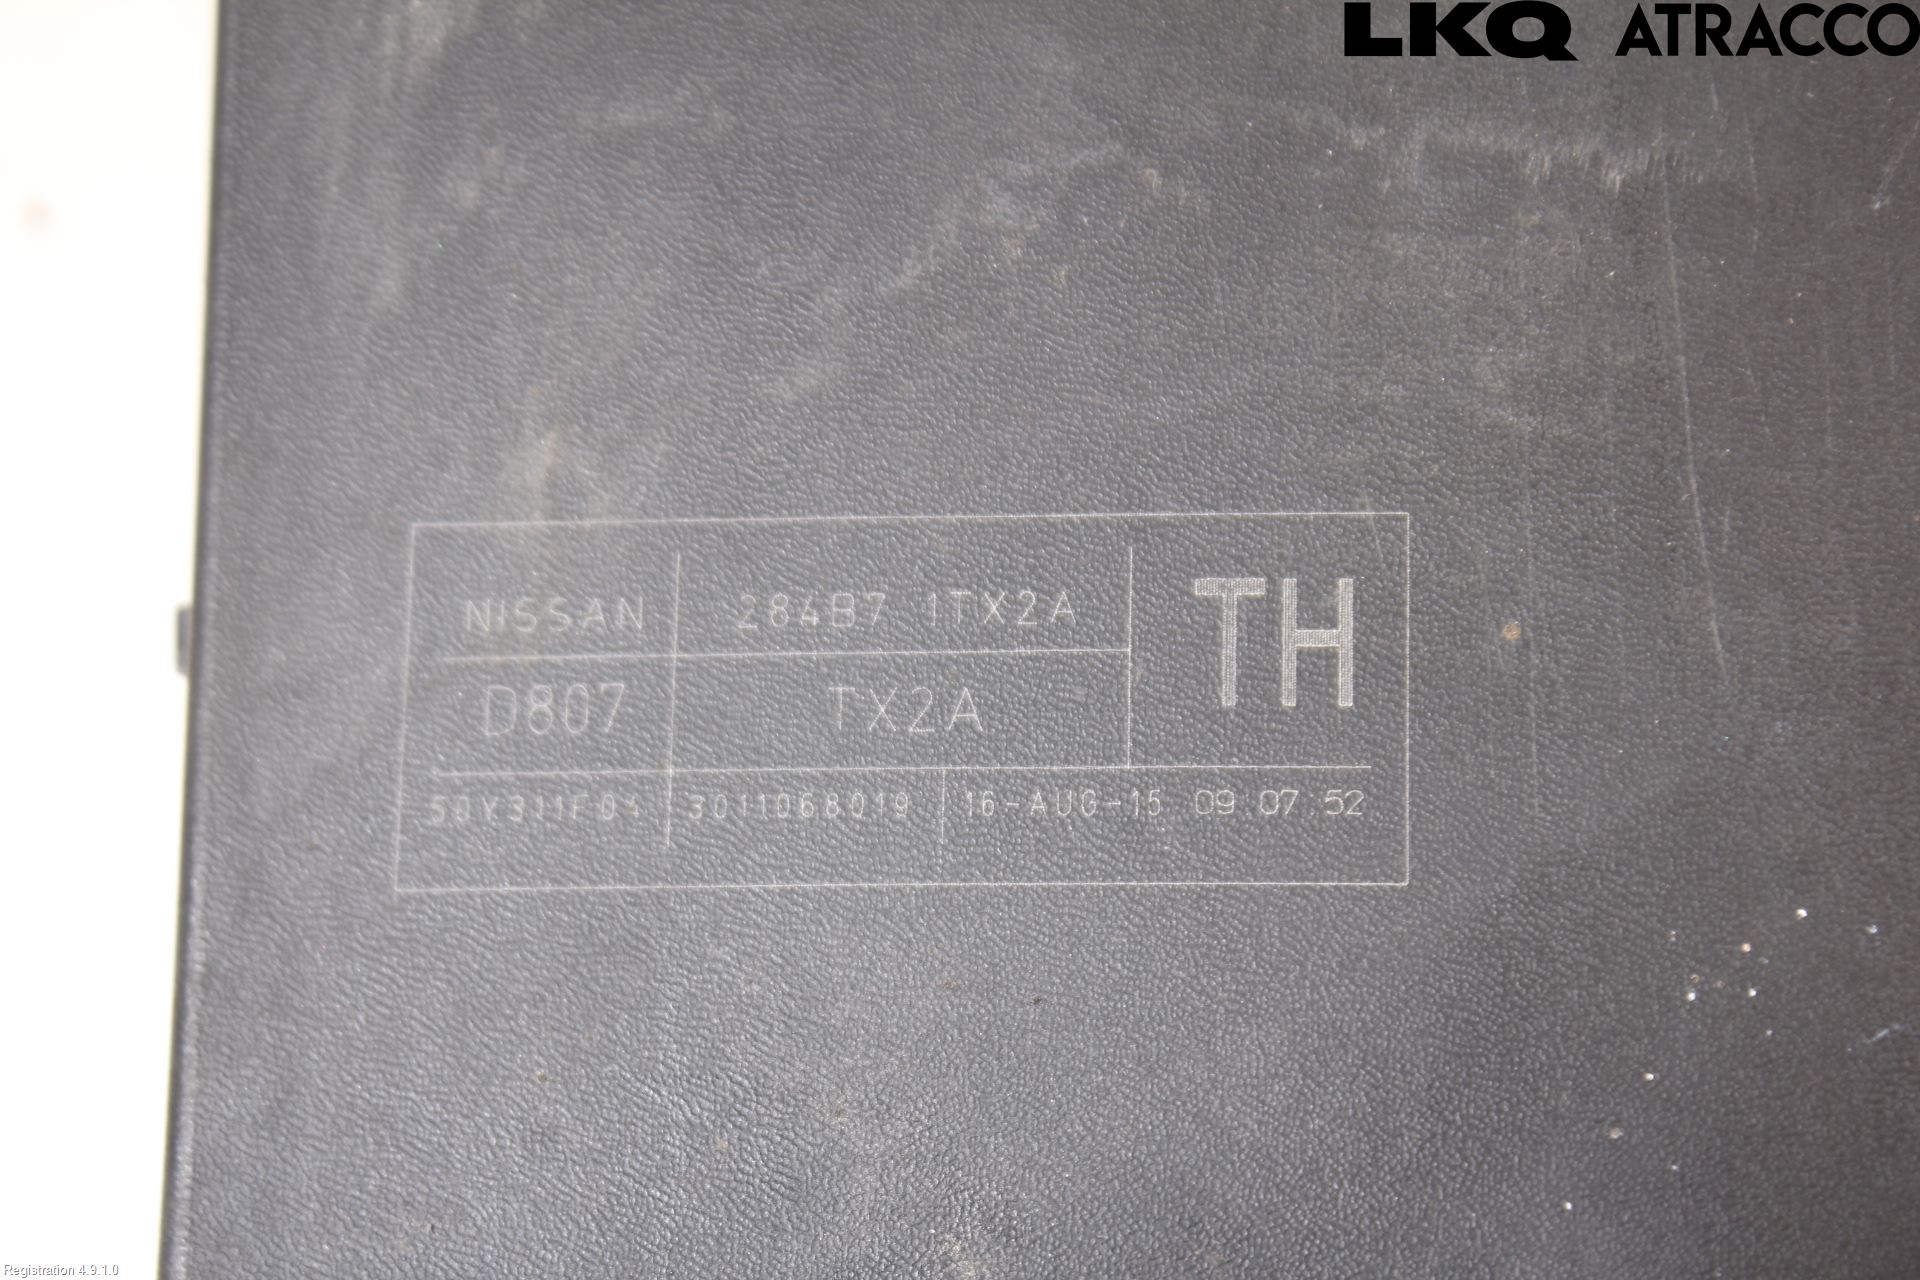 LKQ ATRACCO
NISSAN 284B7 1TX2A TH
D807 TX2A
3011068019 16-AUG-15 09 07 52
Registration 4.9.1.0